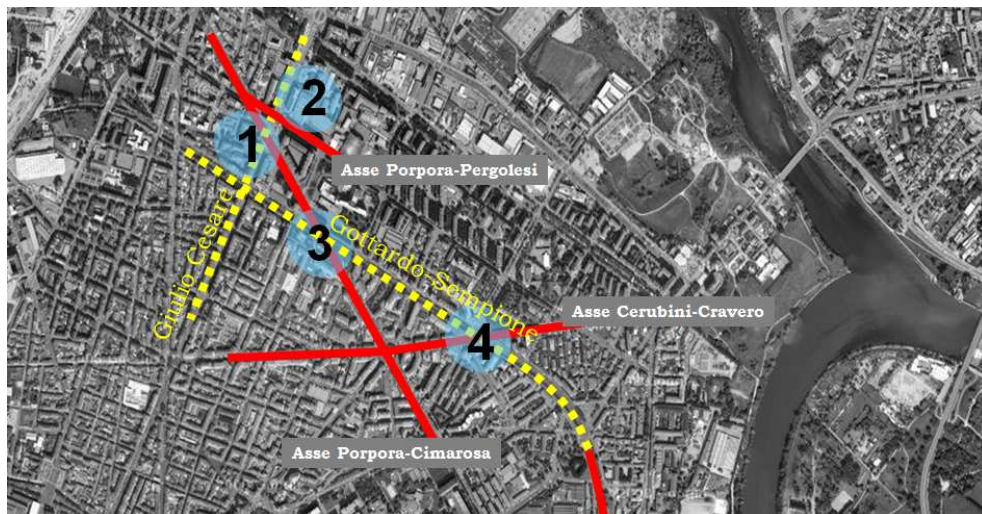 2
1
Asse Porpora-Pergolesi
Giulio Cesare
3
Gottardo-Sempione
Asse Cerubini-Cravero
4
Asse Porpora-Cimarosa